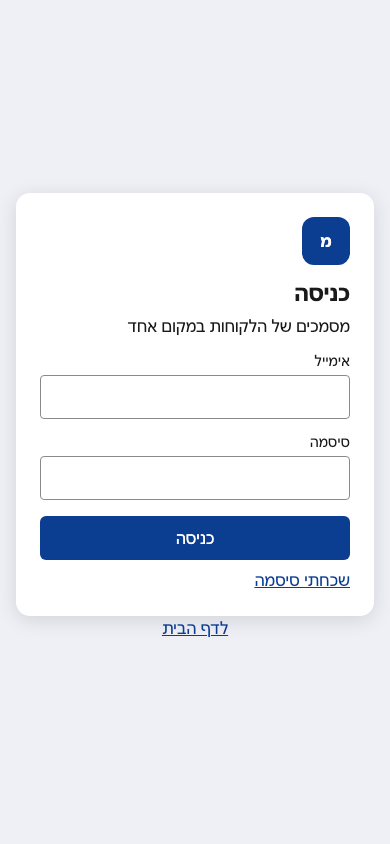 מ
כניסה
מסמכים של הלקוחות במקום אחד
אימייל
סיסמה
כניסה
שכחתי סיסמה
לדף הבית